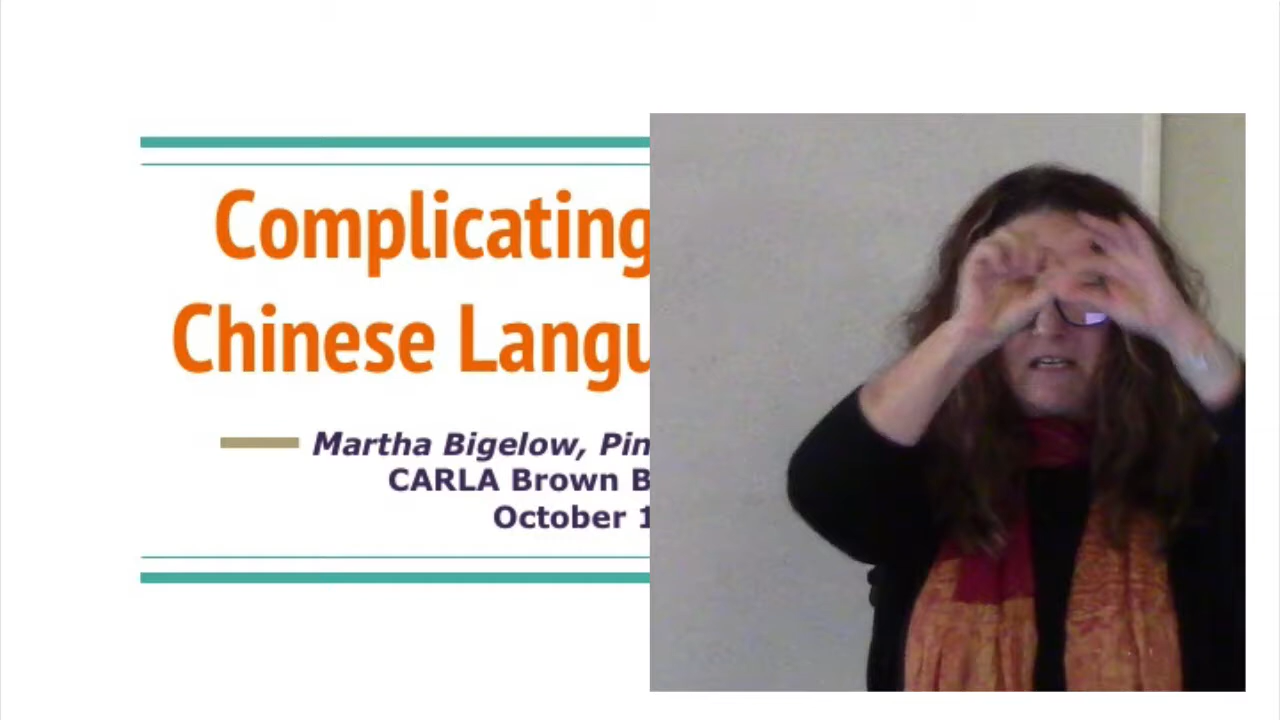 Complicating
Chinese Langu
Martha Bigelow, Pin
CARLA Brown B
October 1